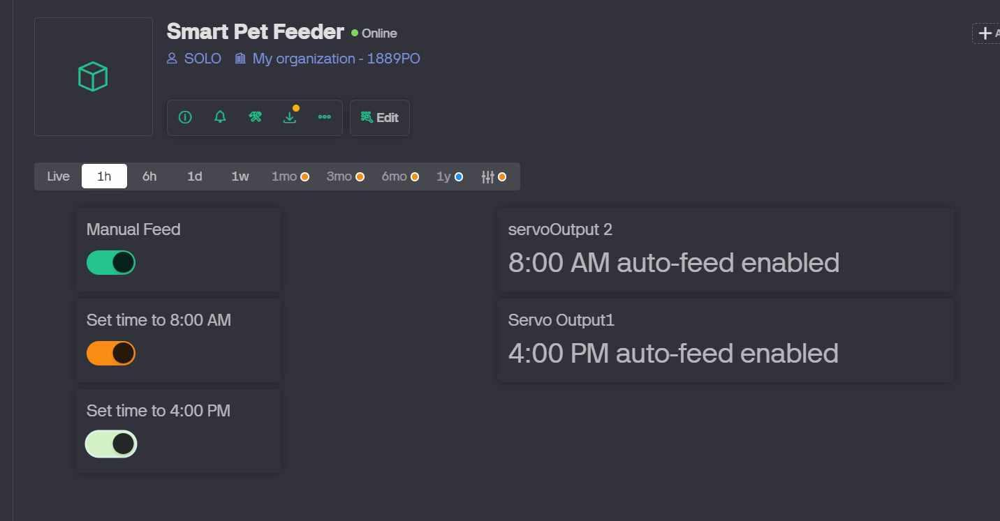 Smart Pet Feeder
Online
SOLO My organization - 1889PO
Edit
Live 1h 6h 1d 1w 1mo 3mo 6mo 1y
Manual Feed
Set time to 8:00 AM
Set time to 4:00 PM
servoOutput 2
8:00 AM auto-feed enabled
Servo Output1
4:00 PM auto-feed enabled